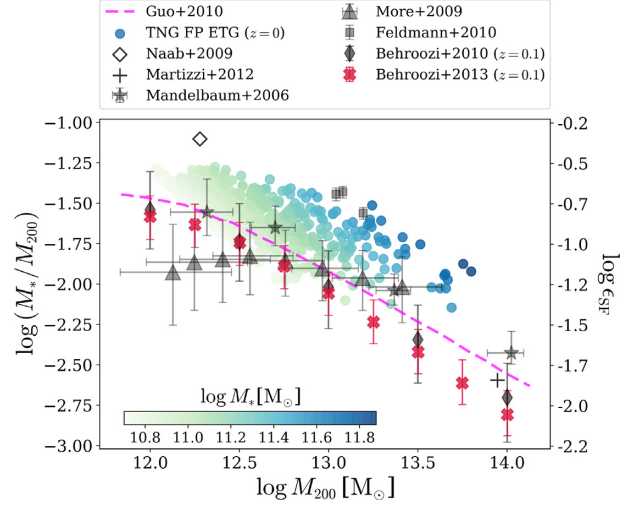 Guo+2010
TNG FP ETG (z=0)
Naab+2009
Martizzi+2012
Mandelbaum+2006
More+2009
Feldmann+2010
Behroozi+2010 (z=0.1)
Behroozi+2013 (z=0.1)
−1.00
−1.25
−1.50
−1.75
−2.00
−2.25
−2.50
−2.75
−3.00
log (M*/M200)
-0.2
-0.4
-0.7
-1.0
-1.2
-1.5
-1.7
-2.0
-2.2
log ϵSF
log M*[M⊙]
10.8 11.0 11.2 11.4 11.6 11.8
12.0 12.5 13.0 13.5 14.0
log M200 [M⊙]